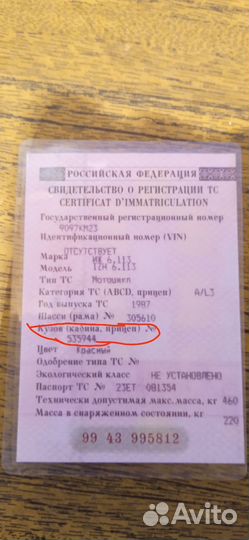 РОССИЙСКАЯ ФЕДЕРАЦИЯ
СВИДЕТЕЛЬСТВО О РЕГИСТРАЦИИ ТС
CERTIFICAT D'IMMATRICULATION
Государственный регистрационный номер
9097КМ23
Идентификационный номер (VIN)
ОТСУТСТВУЕТ
Марка ИЖ 6.113
Модель 6.113
Тип ТС Мотоцикл
Категория ТС (ABCD, прицеп) A/L3
Год выпуска ТС 1987
Шасси (рама) № 305610
Кузов (кабина, прицеп) №
535944
Цвет Красный
Одобрение типа ТС №
Экологический класс НЕ УСТАНОВЛЕНО
Паспорт ТС 23ЕТ 081354
Технически допустимая макс. масса, кг 460
Масса в снаряженном состоянии, кг
220
99 43 995812
Avito